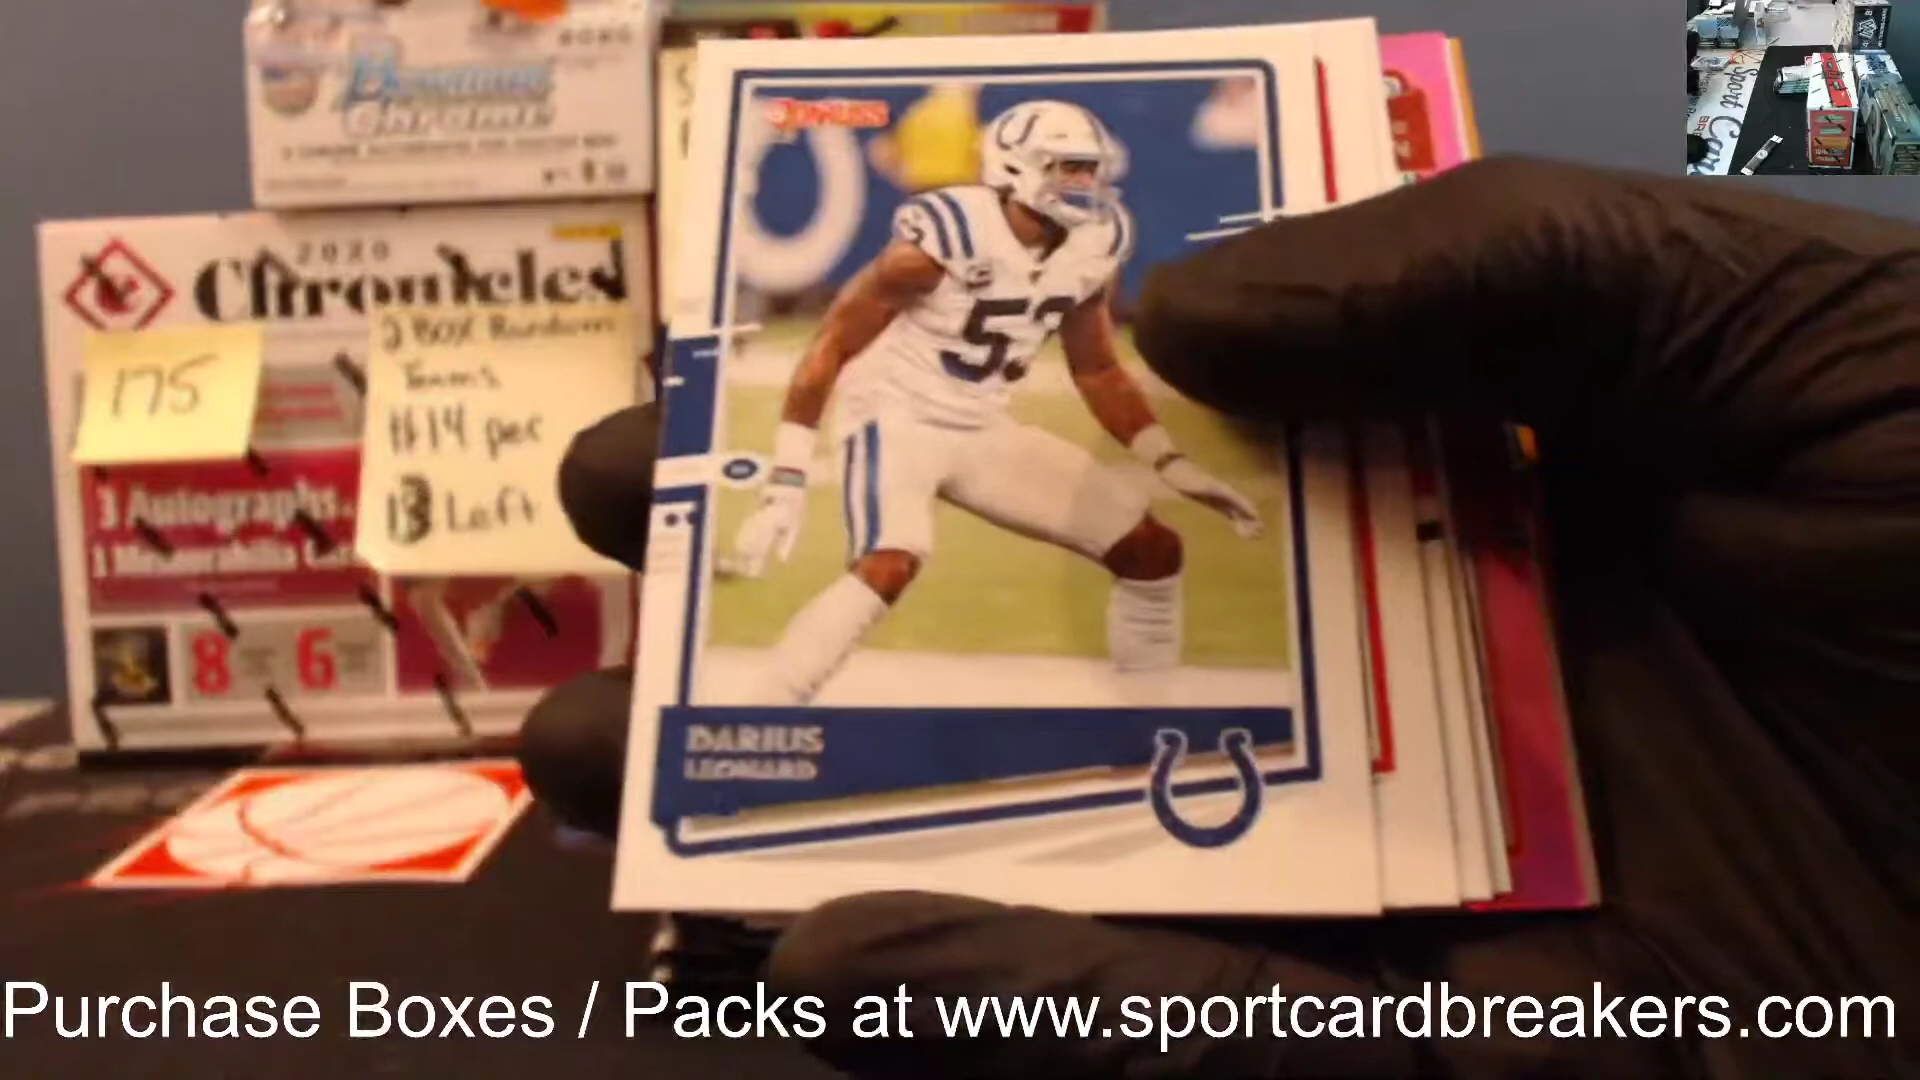 Bowman
Chrome
2020
Chronicles
175
2 BOX Random
Teams
$14 per
13 Left
3 Autographs
8 6
DONRUSS
53
DARIUS
LEONARD
Purchase Boxes / Packs at www.sportcardbreakers.com